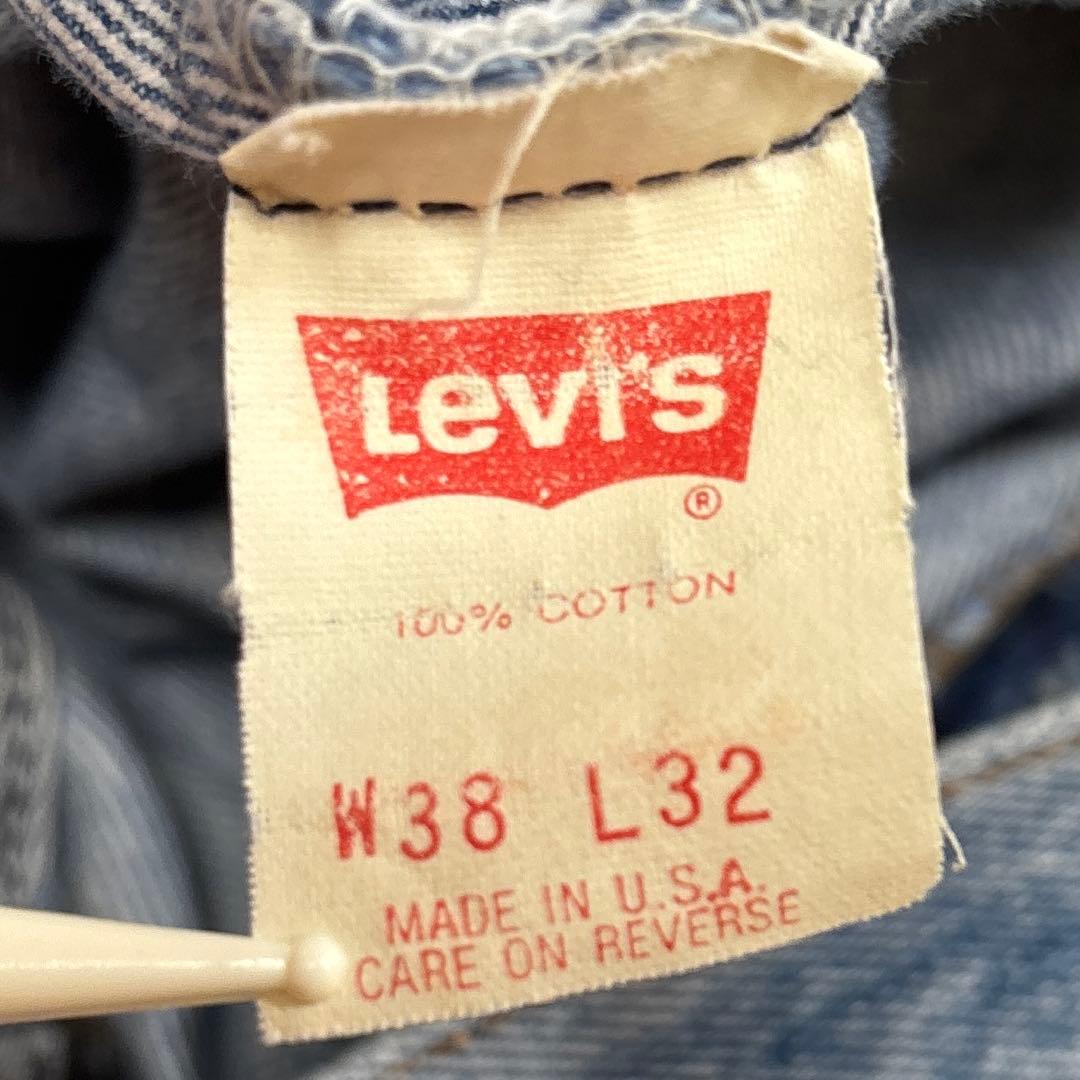 Levi's
®
100% COTTON
W38 L32
MADE IN U.S.A.
CARE ON REVERSE